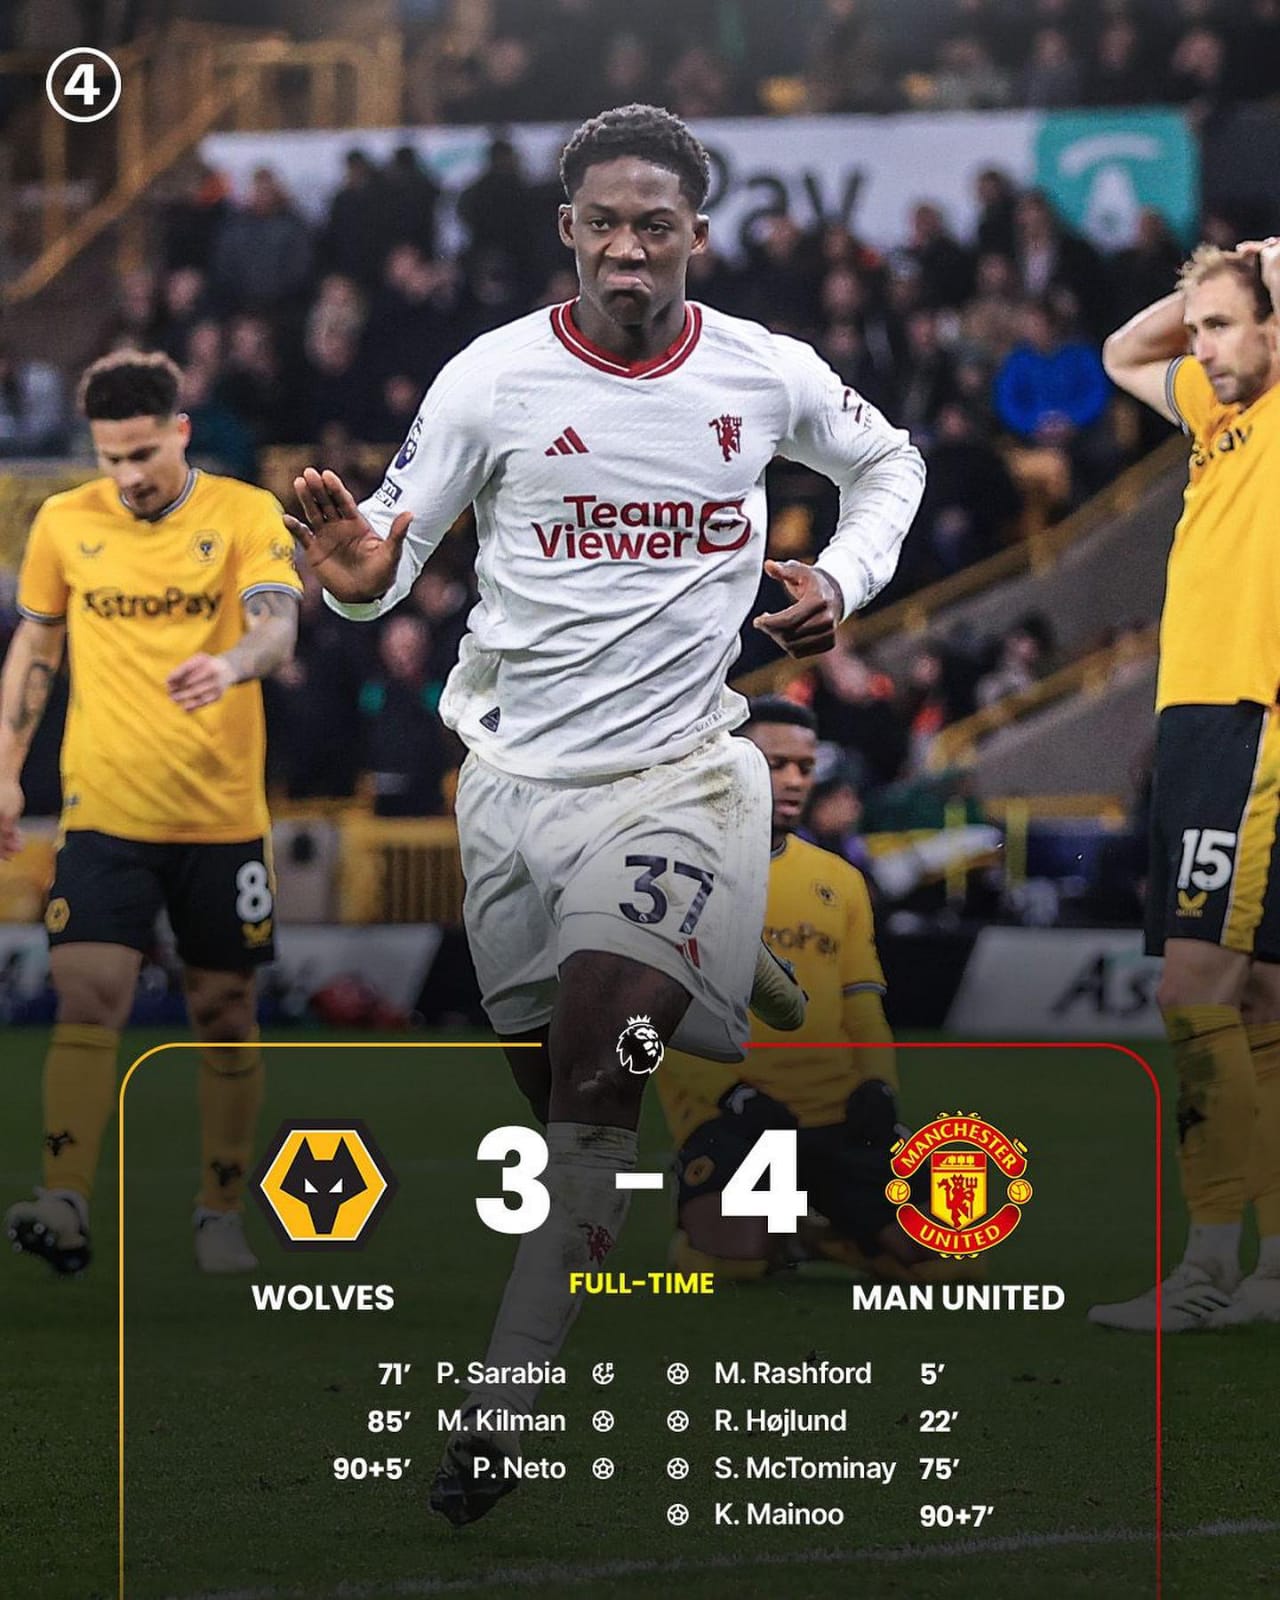 ④
Pay
Team
Viewer
AstroPay
8
37
15
3 - 4
MANCHESTER
UNITED
FULL-TIME
WOLVES
MAN UNITED
71’ P. Sarabia
M. Rashford 5’
85’ M. Kilman
R. Højlund 22’
90+5’ P. Neto
S. McTominay 75’
K. Mainoo 90+7’